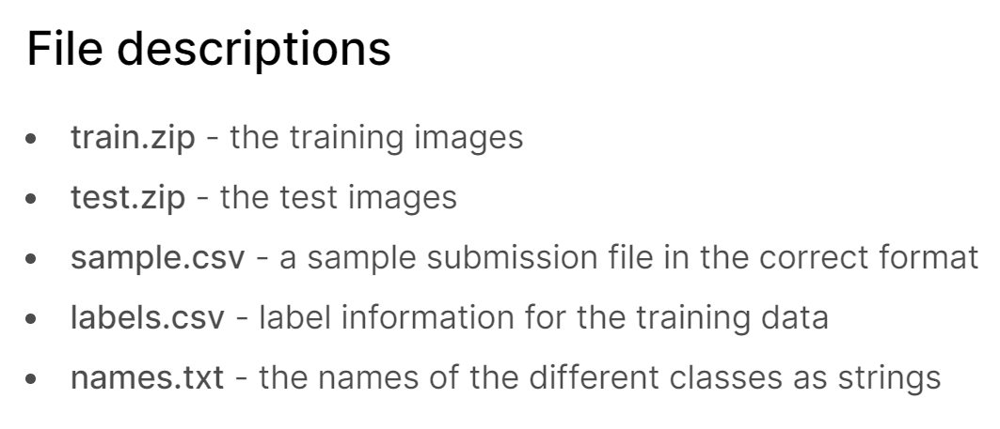 File descriptions
• train.zip - the training images
• test.zip - the test images
• sample.csv - a sample submission file in the correct format
• labels.csv - label information for the training data
• names.txt - the names of the different classes as strings